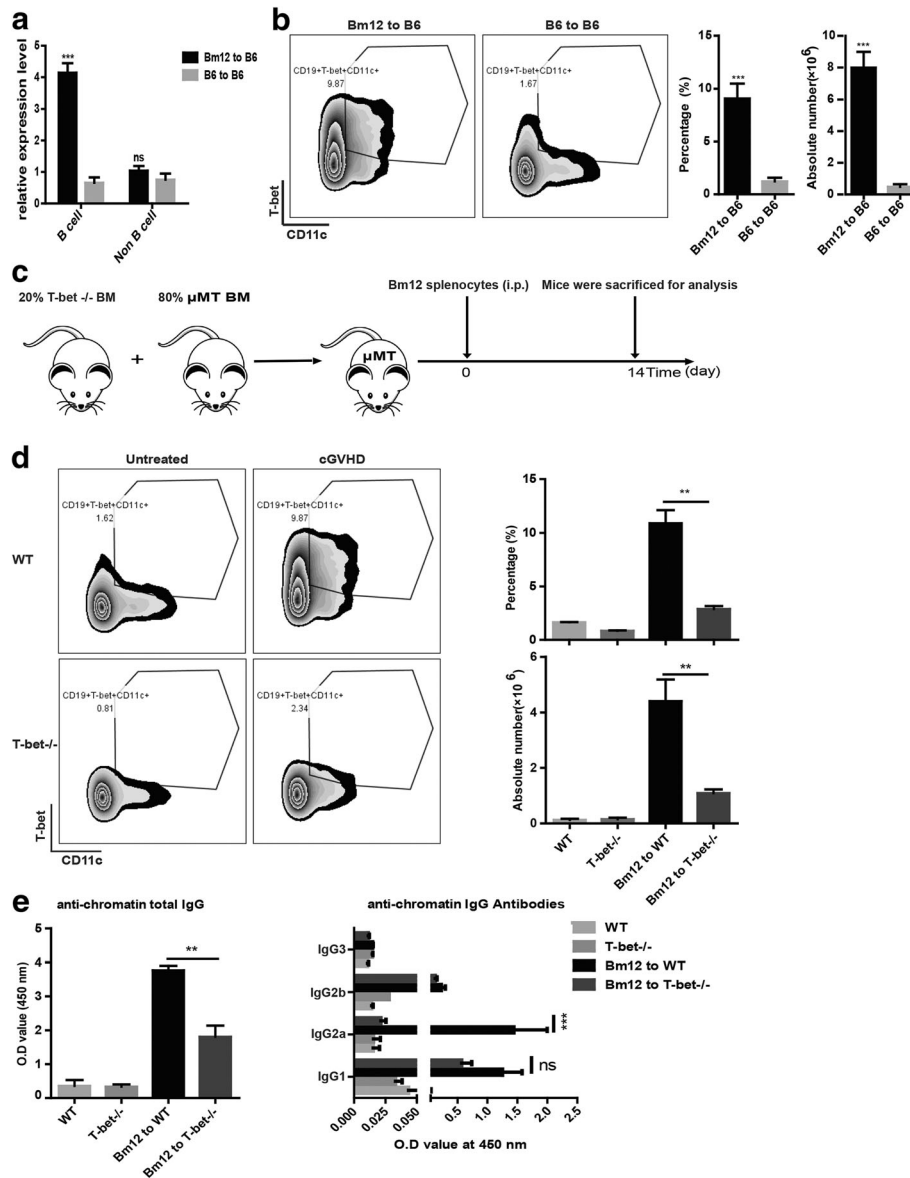 a
relative expression level
5
4
3
2
1
0
***
ns
B cell
Non B cell
Bm12 to B6
B6 to B6
b
Bm12 to B6
B6 to B6
CD19+T-bet+CD11c+
9.87
CD19+T-bet+CD11c+
1.67
T-bet
CD11c
Percentage (%)
15
10
5
0
***
Bm12 to B6
B6 to B6
Absolute number(×10^6)
10
8
6
4
2
0
***
Bm12 to B6
B6 to B6
c
20% T-bet -/- BM
80% µMT BM
Bm12 splenocytes (i.p.)
Mice were sacrificed for analysis
+
µMT
0
14 Time (day)
d
Untreated
cGVHD
WT
CD19+T-bet+CD11c+
1.62
CD19+T-bet+CD11c+
9.87
T-bet-/-
CD19+T-bet+CD11c+
0.81
CD19+T-bet+CD11c+
2.34
T-bet
CD11c
Percentage (%)
15
10
5
0
**
Absolute number(×10^6)
6
4
2
0
**
WT
T-bet-/-
Bm12 to WT
Bm12 to T-bet-/-
e
anti-chromatin total IgG
O.D value (450 nm)
5
4
3
2
1
0
**
WT
T-bet-/-
Bm12 to WT
Bm12 to T-bet-/-
anti-chromatin IgG Antibodies
IgG3
IgG2b
IgG2a
IgG1
***
ns
0.000
0.025
0.050
0.5
1.0
1.5
2.0
2.5
O.D value at 450 nm
WT
T-bet-/-
Bm12 to WT
Bm12 to T-bet-/-